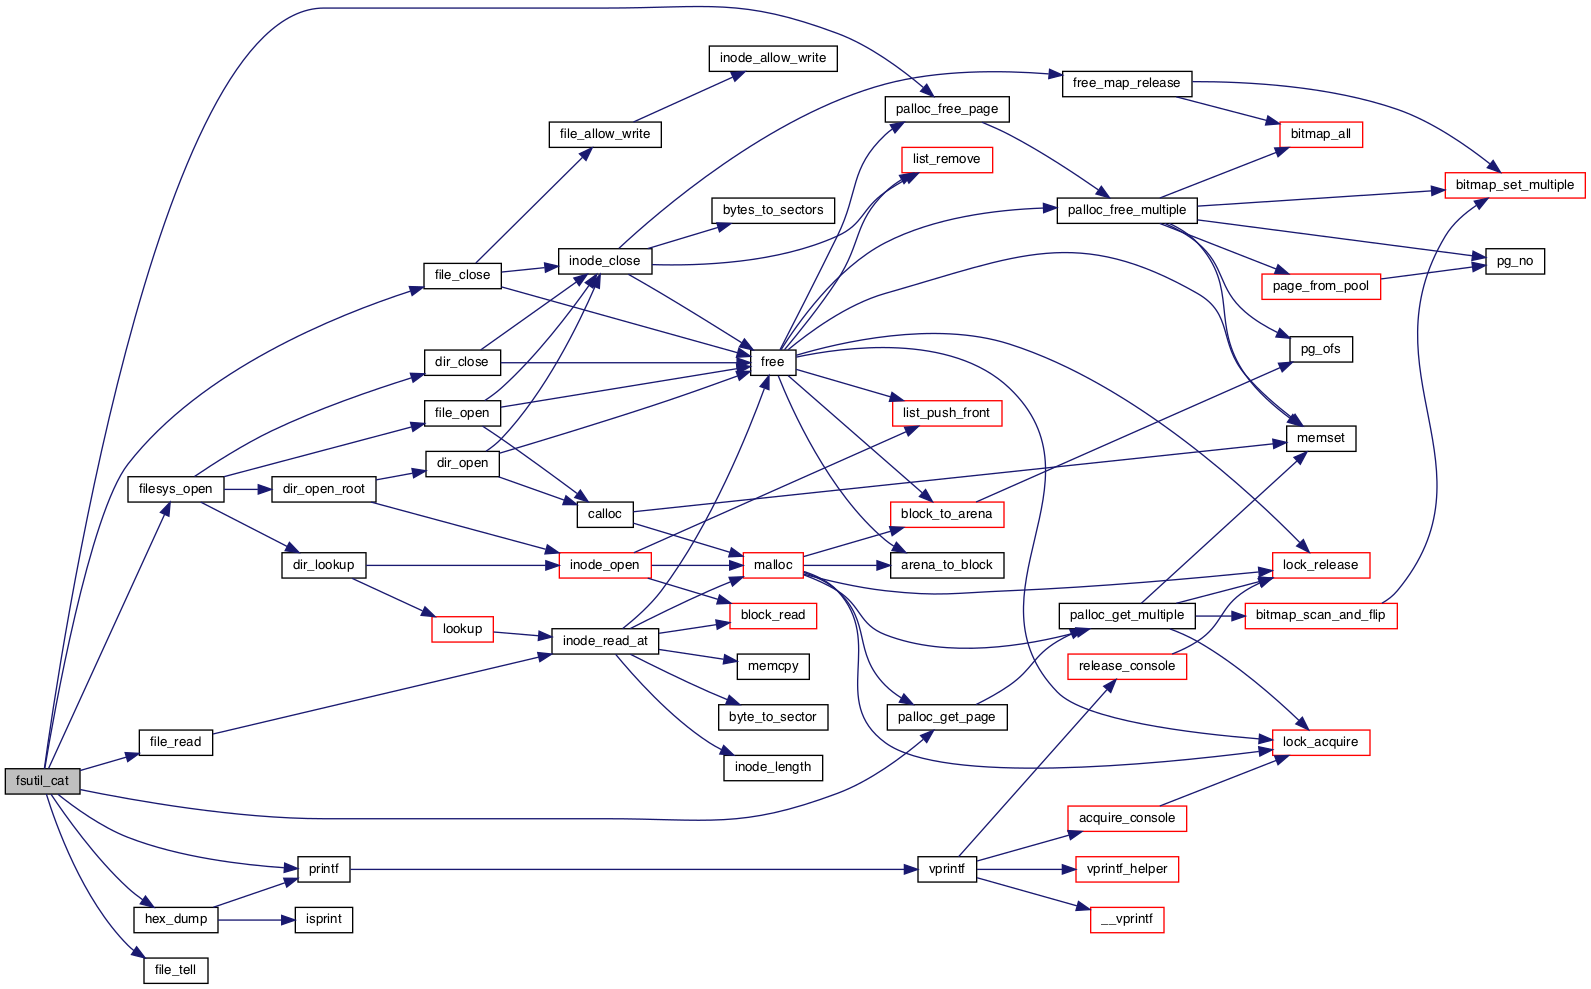 fsutil_cat
filesys_open
file_read
hex_dump
file_tell
dir_open_root
dir_lookup
printf
isprint
file_close
dir_close
file_open
dir_open
lookup
file_allow_write
inode_close
calloc
inode_open
inode_read_at
inode_allow_write
bytes_to_sectors
free
malloc
block_read
memcpy
byte_to_sector
inode_length
palloc_free_page
list_remove
list_push_front
block_to_arena
arena_to_block
palloc_get_page
vprintf
free_map_release
palloc_free_multiple
palloc_get_multiple
release_console
acquire_console
vprintf_helper
__vprintf
bitmap_all
page_from_pool
pg_ofs
memset
lock_release
bitmap_scan_and_flip
lock_acquire
bitmap_set_multiple
pg_no